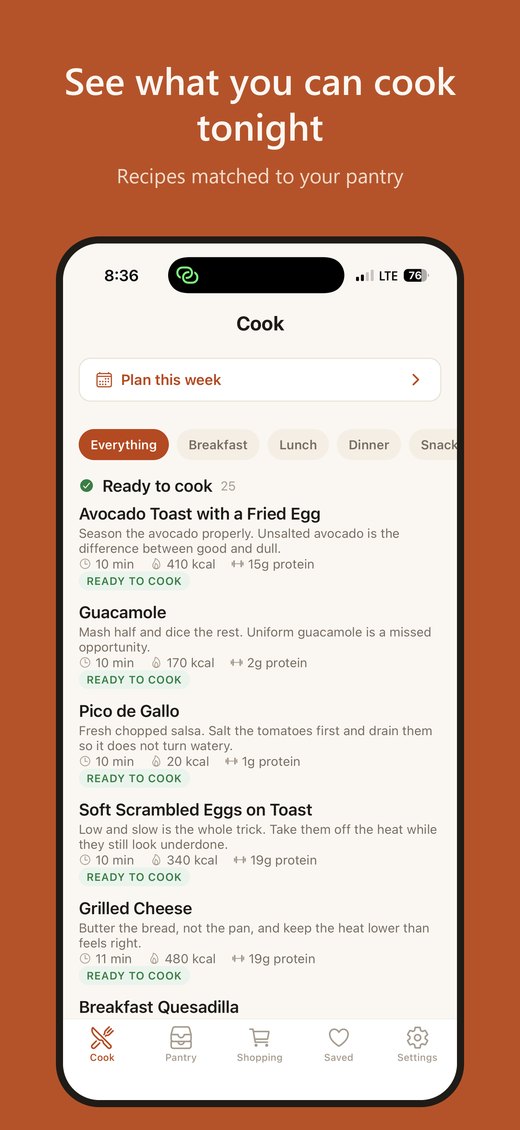 See what you can cook
tonight
Recipes matched to your pantry
8:36
LTE
76
Cook
Plan this week
Everything
Breakfast
Lunch
Dinner
Snack
Ready to cook 25
Avocado Toast with a Fried Egg
Season the avocado properly. Unsalted avocado is the
difference between good and dull.
10 min 410 kcal 15g protein
READY TO COOK
Guacamole
Mash half and dice the rest. Uniform guacamole is a missed
opportunity.
10 min 170 kcal 2g protein
READY TO COOK
Pico de Gallo
Fresh chopped salsa. Salt the tomatoes first and drain them
so it does not turn watery.
10 min 20 kcal 1g protein
READY TO COOK
Soft Scrambled Eggs on Toast
Low and slow is the whole trick. Take them off the heat while
they still look underdone.
10 min 340 kcal 19g protein
READY TO COOK
Grilled Cheese
Butter the bread, not the pan, and keep the heat lower than
feels right.
11 min 480 kcal 19g protein
READY TO COOK
Breakfast Quesadilla
Cook
Pantry
Shopping
Saved
Settings